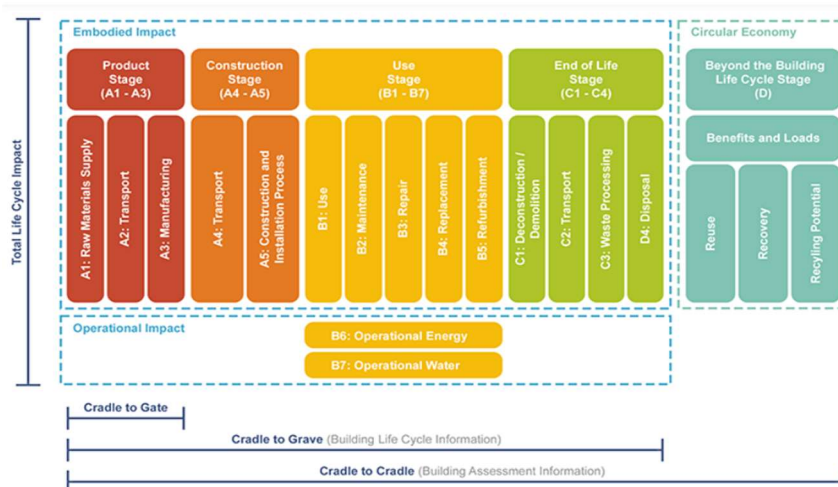 Embodied Impact
Circular Economy
Product
Stage
(A1 - A3)
Construction
Stage
(A4 - A5)
Use
Stage
(B1 - B7)
End of Life
Stage
(C1 - C4)
Beyond the Building
Life Cycle Stage
(D)
Benefits and Loads
Total Life Cycle Impact
A1: Raw Materials Supply
A2: Transport
A3: Manufacturing
A4: Transport
A5: Construction and
Installation Process
B1: Use
B2: Maintenance
B3: Repair
B4: Replacement
B5: Refurbishment
C1: Deconstruction /
Demolition
C2: Transport
C3: Waste Processing
D4: Disposal
Reuse
Recovery
Recyling Potential
Operational Impact
B6: Operational Energy
B7: Operational Water
Cradle to Gate
Cradle to Grave (Building Life Cycle Information)
Cradle to Cradle (Building Assessment Information)